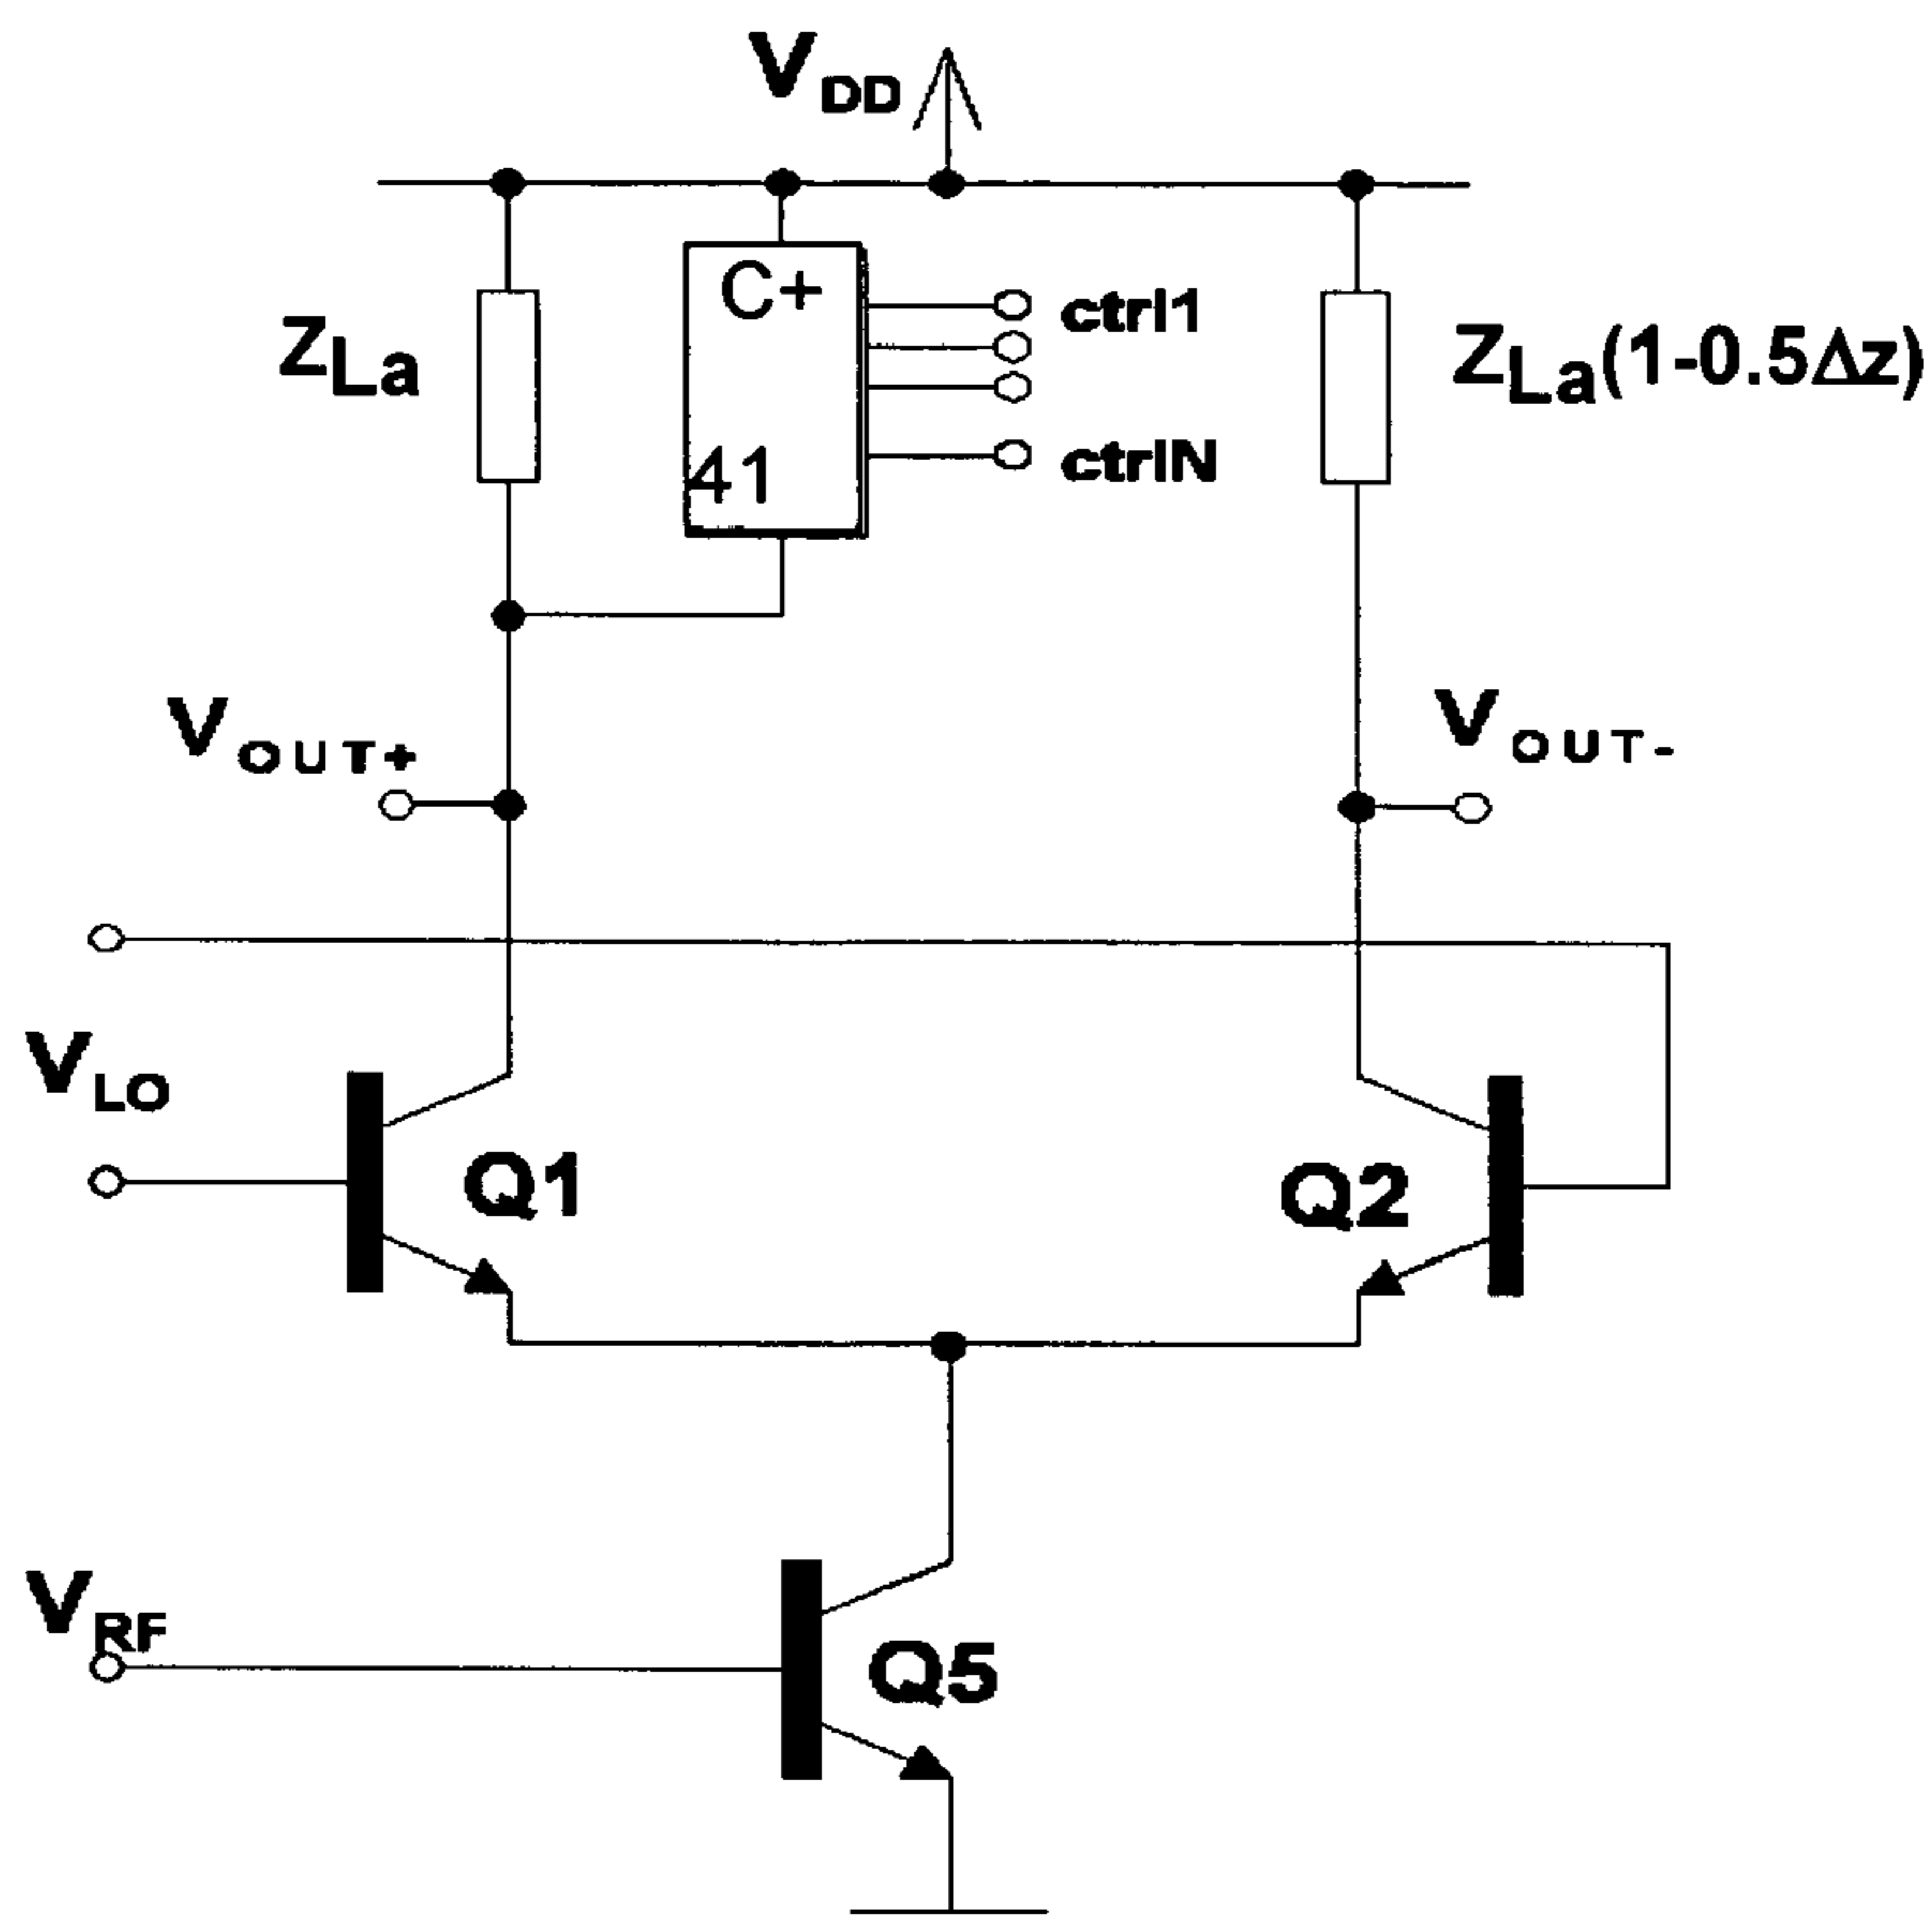 VDD
C+
ctrl1
ZLa
ZLa(1-0.5Δz)
41
ctrlN
VOUT+
VOUT-
VLO
Q1
Q2
VRF
Q5